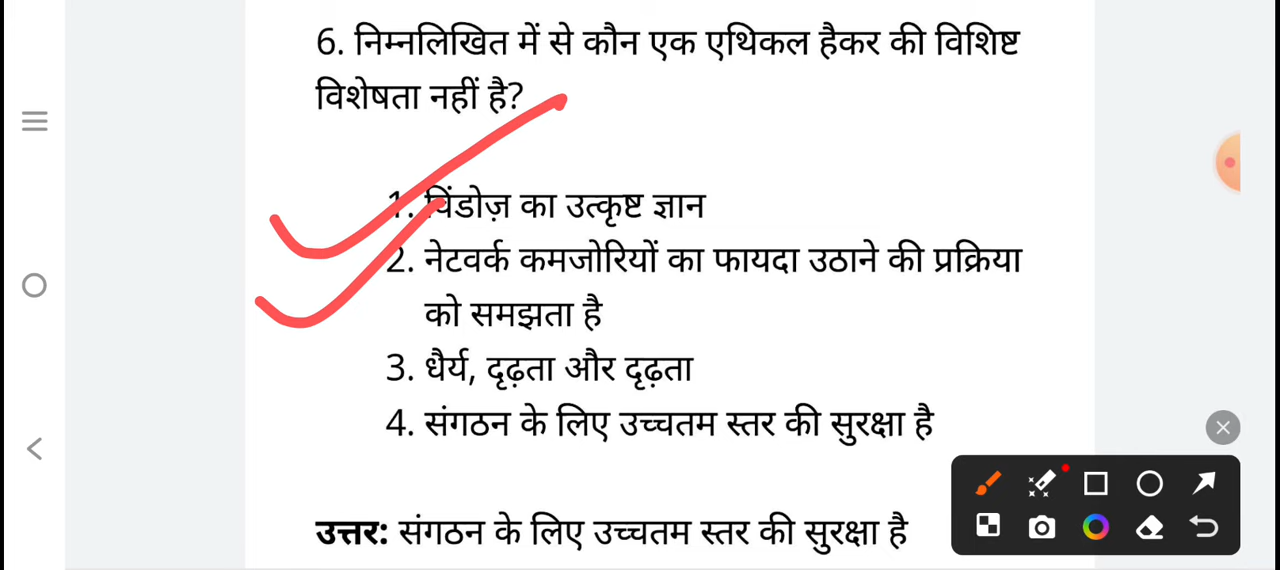 6. निम्नलिखित में से कौन एक एथिकल हैकर की विशिष्ट
विशेषता नहीं है?
1. विंडोज़ का उत्कृष्ट ज्ञान
2. नेटवर्क कमजोरियों का फायदा उठाने की प्रक्रिया
को समझता है
3. धैर्य, दृढ़ता और दृढ़ता
4. संगठन के लिए उच्चतम स्तर की सुरक्षा है
उत्तर: संगठन के लिए उच्चतम स्तर की सुरक्षा है